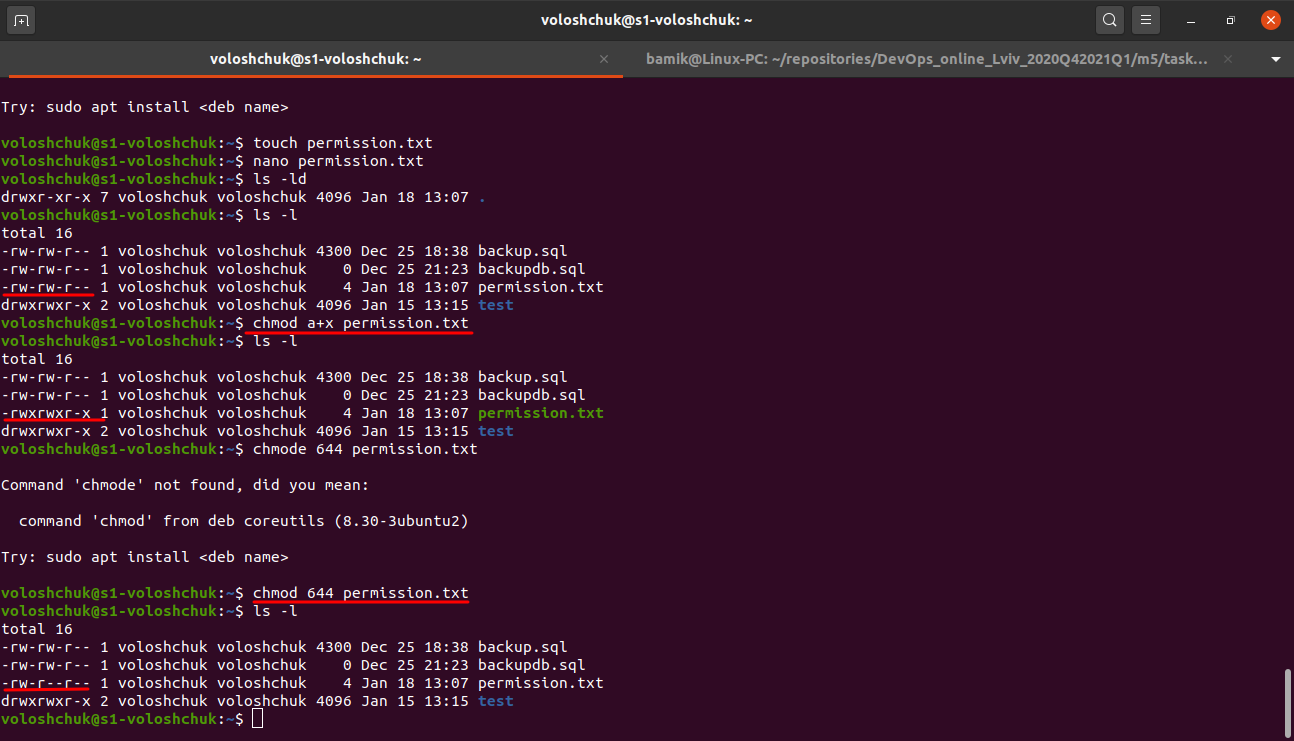 voloshchuk@s1-voloshchuk: ~
voloshchuk@s1-voloshchuk: ~
bamik@Linux-PC: ~/repositories/DevOps_online_Lviv_2020Q42021Q1/m5/task...
Try: sudo apt install <deb name>
voloshchuk@s1-voloshchuk:~$ touch permission.txt
voloshchuk@s1-voloshchuk:~$ nano permission.txt
voloshchuk@s1-voloshchuk:~$ ls -ld
drwxr-xr-x 7 voloshchuk voloshchuk 4096 Jan 18 13:07 .
voloshchuk@s1-voloshchuk:~$ ls -l
total 16
-rw-rw-r-- 1 voloshchuk voloshchuk 4300 Dec 25 18:38 backup.sql
-rw-rw-r-- 1 voloshchuk voloshchuk    0 Dec 25 21:23 backupdb.sql
-rw-rw-r-- 1 voloshchuk voloshchuk    4 Jan 18 13:07 permission.txt
drwxrwxr-x 2 voloshchuk voloshchuk 4096 Jan 15 13:15 test
voloshchuk@s1-voloshchuk:~$ chmod a+x permission.txt
voloshchuk@s1-voloshchuk:~$ ls -l
total 16
-rw-rw-r-- 1 voloshchuk voloshchuk 4300 Dec 25 18:38 backup.sql
-rw-rw-r-- 1 voloshchuk voloshchuk    0 Dec 25 21:23 backupdb.sql
-rwxrwxr-x 1 voloshchuk voloshchuk    4 Jan 18 13:07 permission.txt
drwxrwxr-x 2 voloshchuk voloshchuk 4096 Jan 15 13:15 test
voloshchuk@s1-voloshchuk:~$ chmode 644 permission.txt
Command 'chmode' not found, did you mean:
  command 'chmod' from deb coreutils (8.30-3ubuntu2)
Try: sudo apt install <deb name>
voloshchuk@s1-voloshchuk:~$ chmod 644 permission.txt
voloshchuk@s1-voloshchuk:~$ ls -l
total 16
-rw-rw-r-- 1 voloshchuk voloshchuk 4300 Dec 25 18:38 backup.sql
-rw-rw-r-- 1 voloshchuk voloshchuk    0 Dec 25 21:23 backupdb.sql
-rw-r--r-- 1 voloshchuk voloshchuk    4 Jan 18 13:07 permission.txt
drwxrwxr-x 2 voloshchuk voloshchuk 4096 Jan 15 13:15 test
voloshchuk@s1-voloshchuk:~$